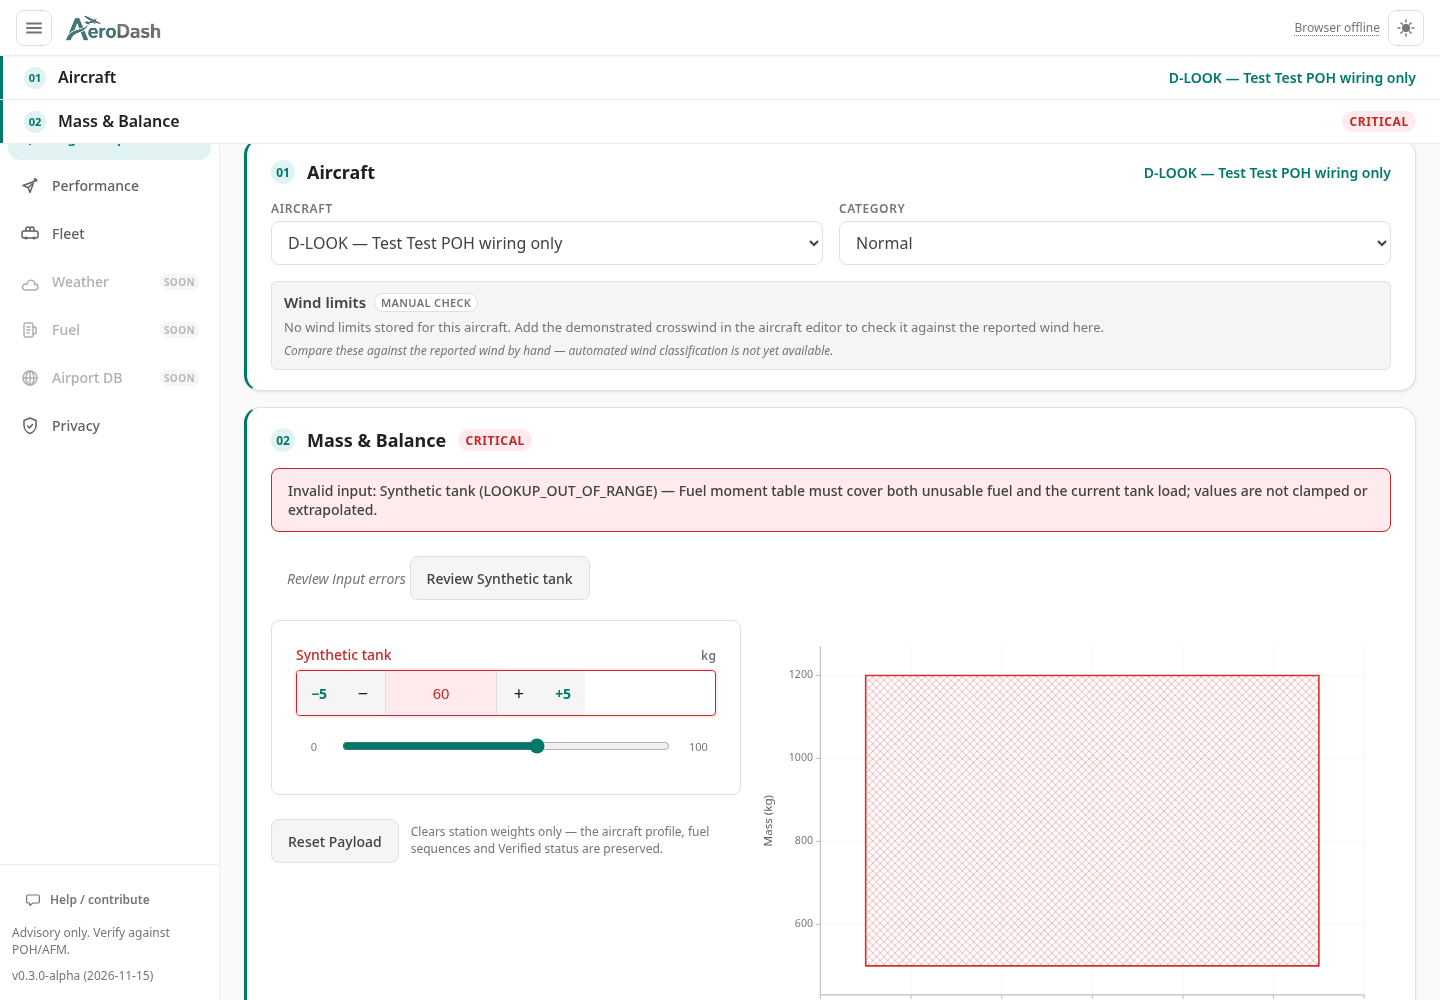 AeroDash
Browser offline
01 Aircraft
D-LOOK — Test Test POH wiring only
02 Mass & Balance
CRITICAL
Performance
Fleet
Weather SOON
Fuel SOON
Airport DB SOON
Privacy
Help / contribute
Advisory only. Verify against
POH/AFM.
v0.3.0-alpha (2026-11-15)
01 Aircraft
D-LOOK — Test Test POH wiring only
AIRCRAFT
CATEGORY
D-LOOK — Test Test POH wiring only
Normal
Wind limits MANUAL CHECK
No wind limits stored for this aircraft. Add the demonstrated crosswind in the aircraft editor to check it against the reported wind here.
Compare these against the reported wind by hand — automated wind classification is not yet available.
02 Mass & Balance CRITICAL
Invalid input: Synthetic tank (LOOKUP_OUT_OF_RANGE) — Fuel moment table must cover both unusable fuel and the current tank load; values are not clamped or
extrapolated.
Review input errors Review Synthetic tank
Synthetic tank kg
−5 − 60 + +5
0 100
Reset Payload
Clears station weights only — the aircraft profile, fuel
sequences and Verified status are preserved.
Mass (kg)
1200
1000
800
600